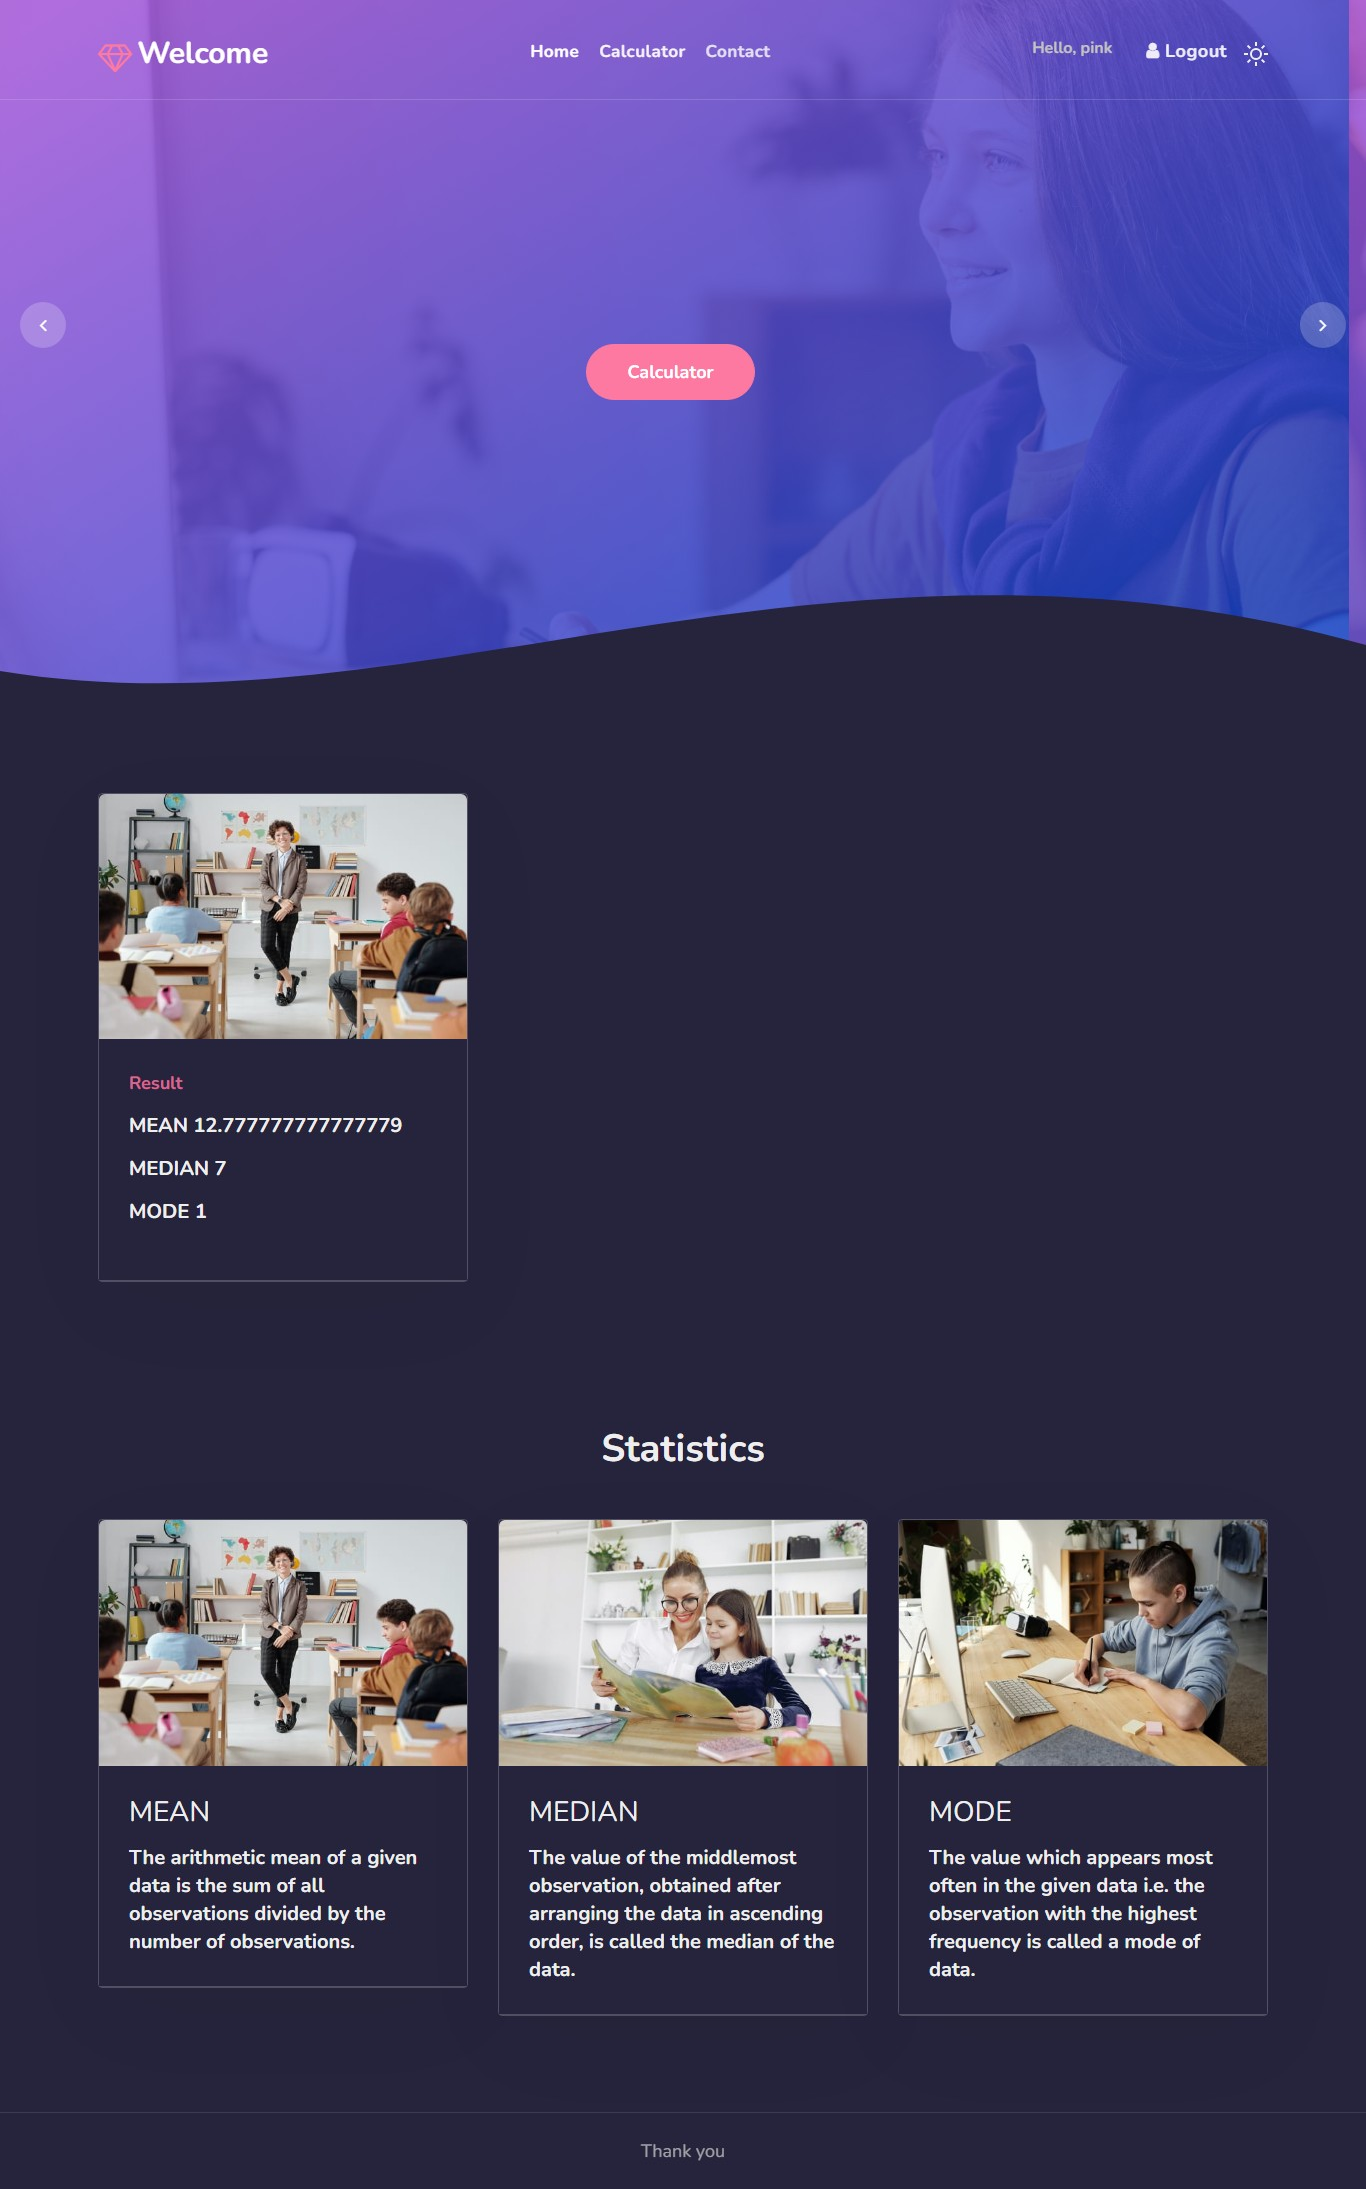 Welcome
Home Calculator Contact
Hello, pink
Logout
Calculator
Result
MEAN 12.777777777777779
MEDIAN 7
MODE 1
Statistics
MEAN
The arithmetic mean of a given
data is the sum of all
observations divided by the
number of observations.
MEDIAN
The value of the middlemost
observation, obtained after
arranging the data in ascending
order, is called the median of the
data.
MODE
The value which appears most
often in the given data i.e. the
observation with the highest
frequency is called a mode of
data.
Thank you